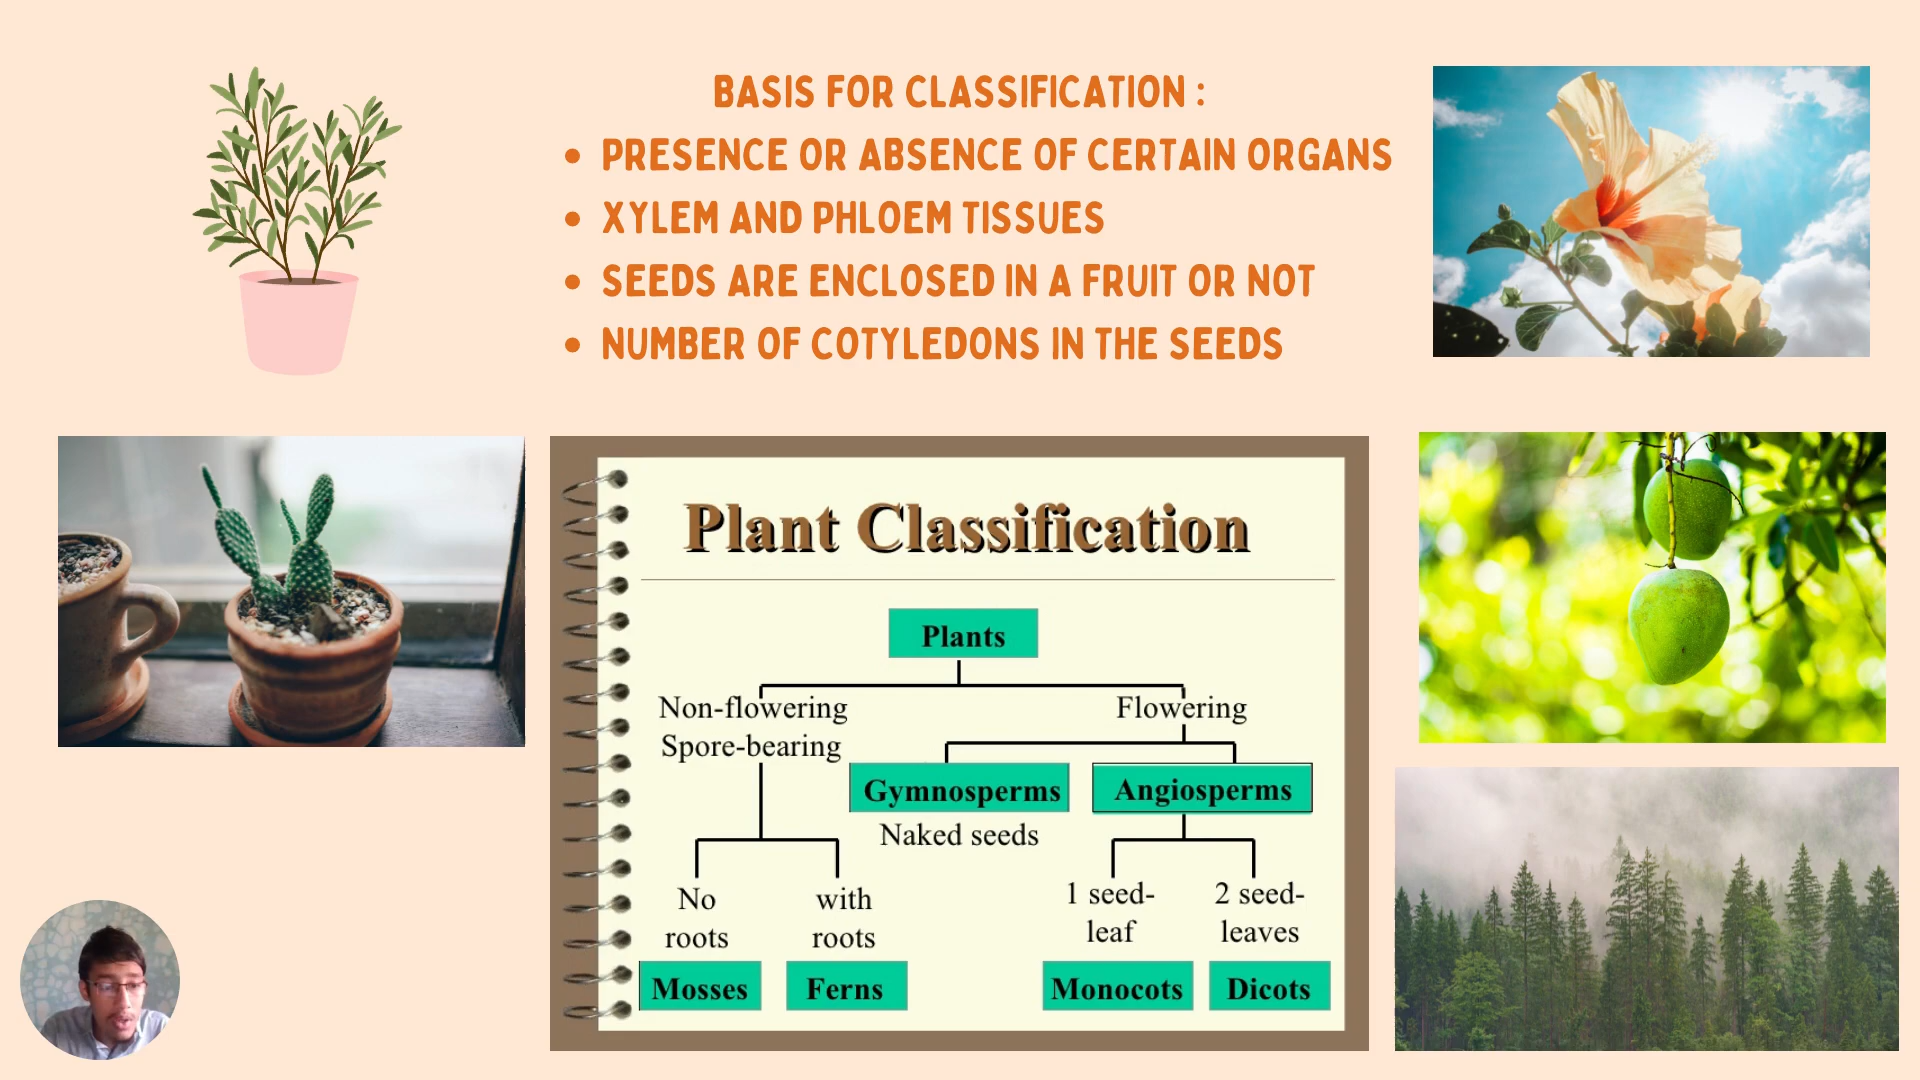 BASIS FOR CLASSIFICATION :
• PRESENCE OR ABSENCE OF CERTAIN ORGANS
• XYLEM AND PHLOEM TISSUES
• SEEDS ARE ENCLOSED IN A FRUIT OR NOT
• NUMBER OF COTYLEDONS IN THE SEEDS
Plant Classification
Plants
Non-flowering
Spore-bearing
Flowering
Gymnosperms
Naked seeds
Angiosperms
No
roots
with
roots
1 seed-
leaf
2 seed-
leaves
Mosses
Ferns
Monocots
Dicots